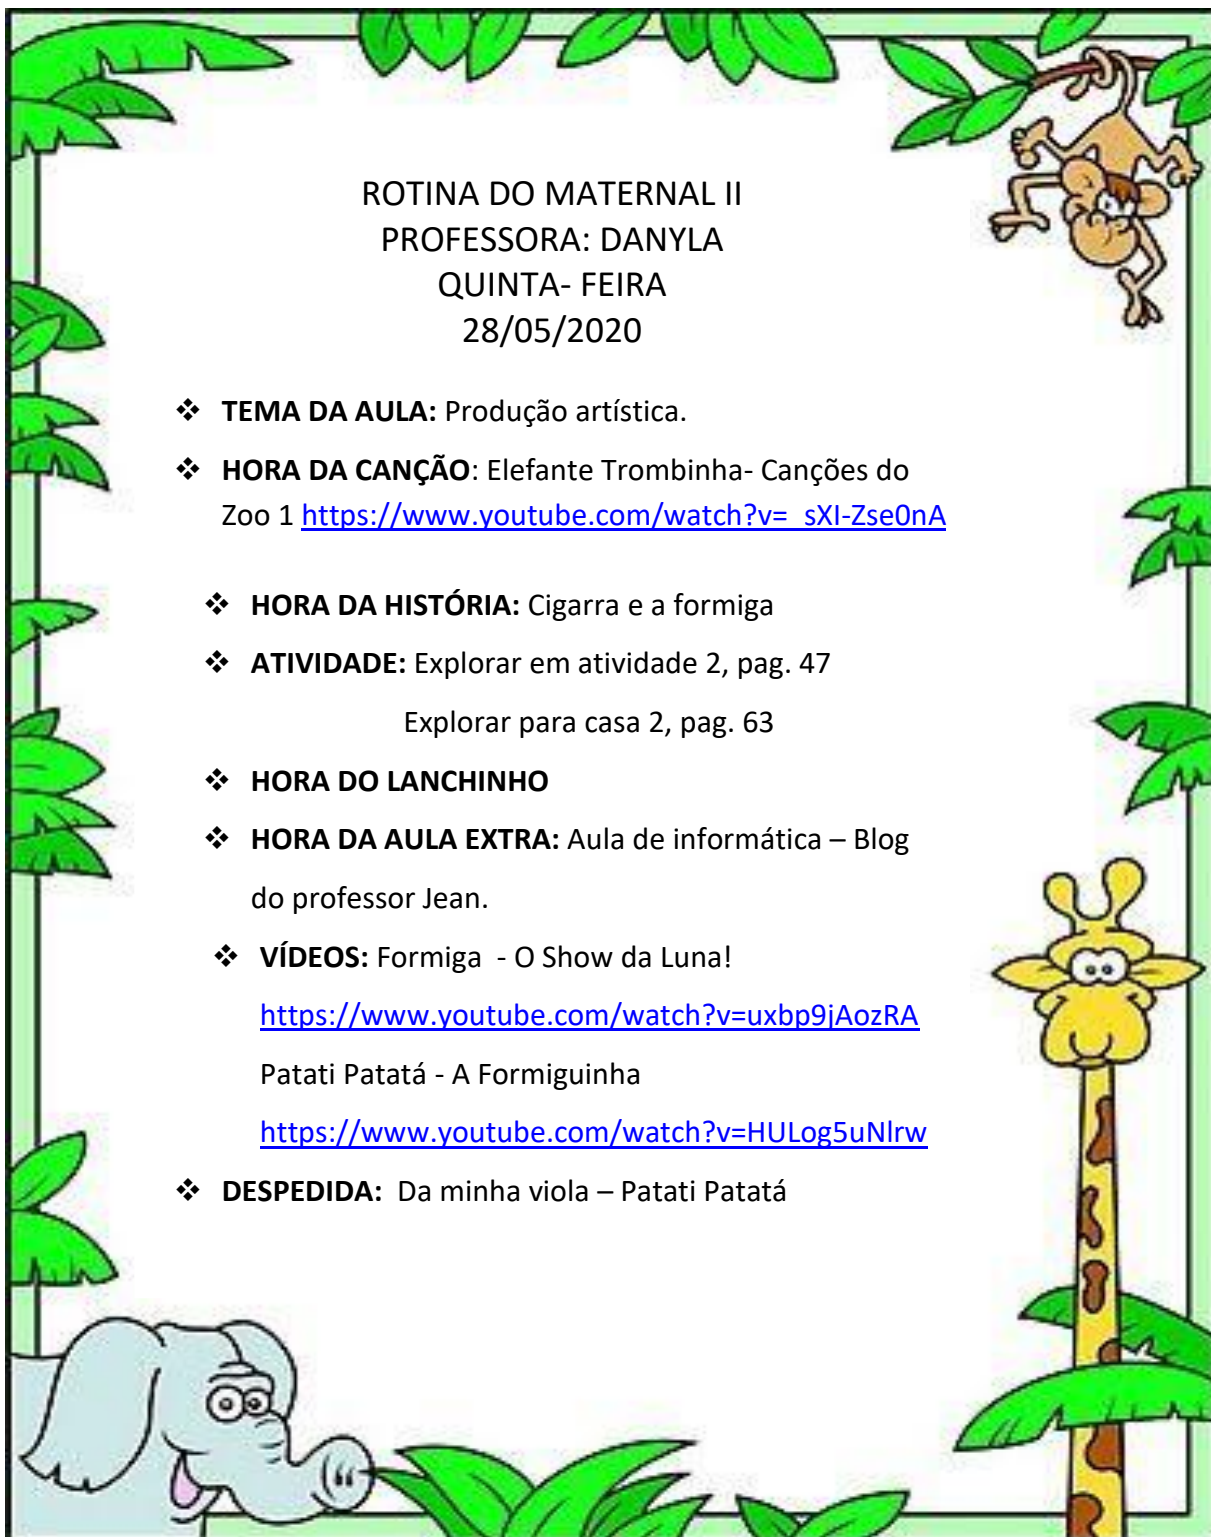 ROTINA DO MATERNAL II
PROFESSORA: DANYLA
QUINTA- FEIRA
28/05/2020
❖ TEMA DA AULA: Produção artística.
❖ HORA DA CANÇÃO: Elefante Trombinha- Canções do
Zoo 1 https://www.youtube.com/watch?v=_sXI-Zse0nA
❖ HORA DA HISTÓRIA: Cigarra e a formiga
❖ ATIVIDADE: Explorar em atividade 2, pag. 47
Explorar para casa 2, pag. 63
❖ HORA DO LANCHINHO
❖ HORA DA AULA EXTRA: Aula de informática – Blog
do professor Jean.
❖ VÍDEOS: Formiga - O Show da Luna!
https://www.youtube.com/watch?v=uxbp9jAozRA
Patati Patatá - A Formiguinha
https://www.youtube.com/watch?v=HULog5uNlrw
❖ DESPEDIDA: Da minha viola – Patati Patatá